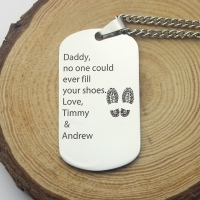 Daddy,
no one could
ever fill
your shoes.
Love,
Timmy
&
Andrew